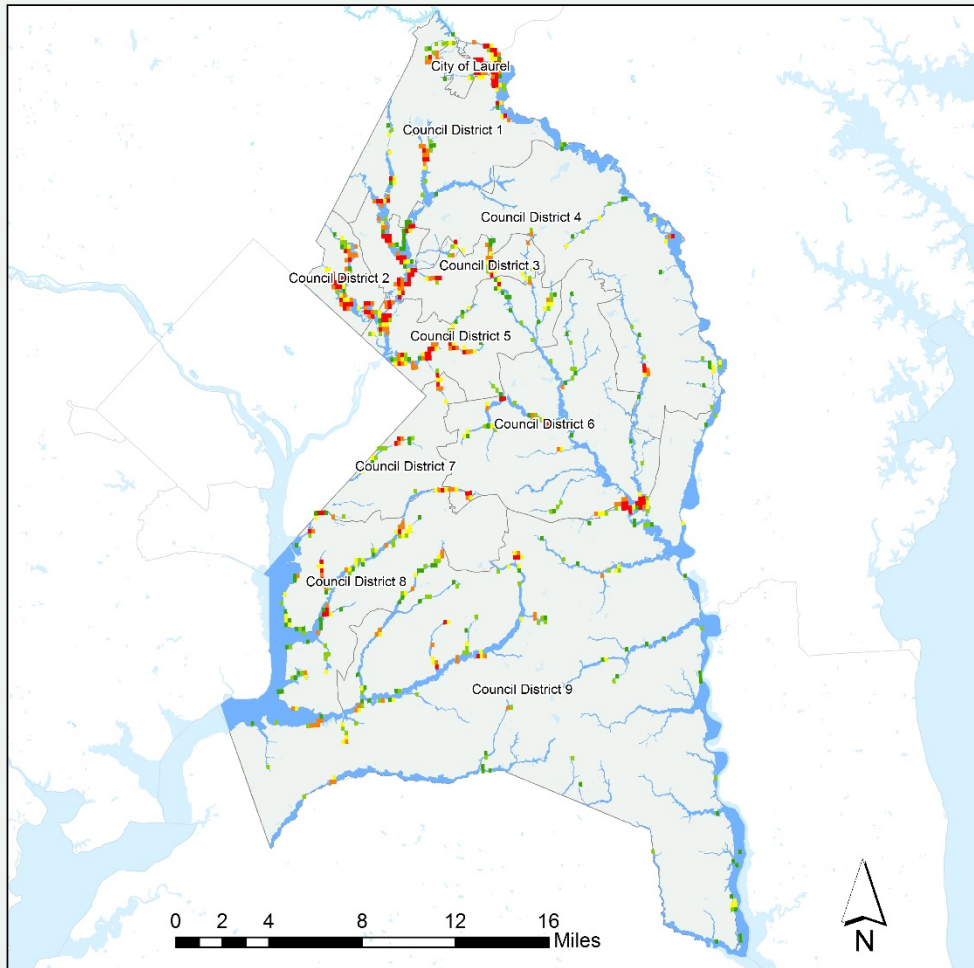 City of Laurel
Council District 1
Council District 4
Council District 3
Council District 2
Council District 5
Council District 6
Council District 7
Council District 8
Council District 9
0 2 4 8 12 16
Miles
N